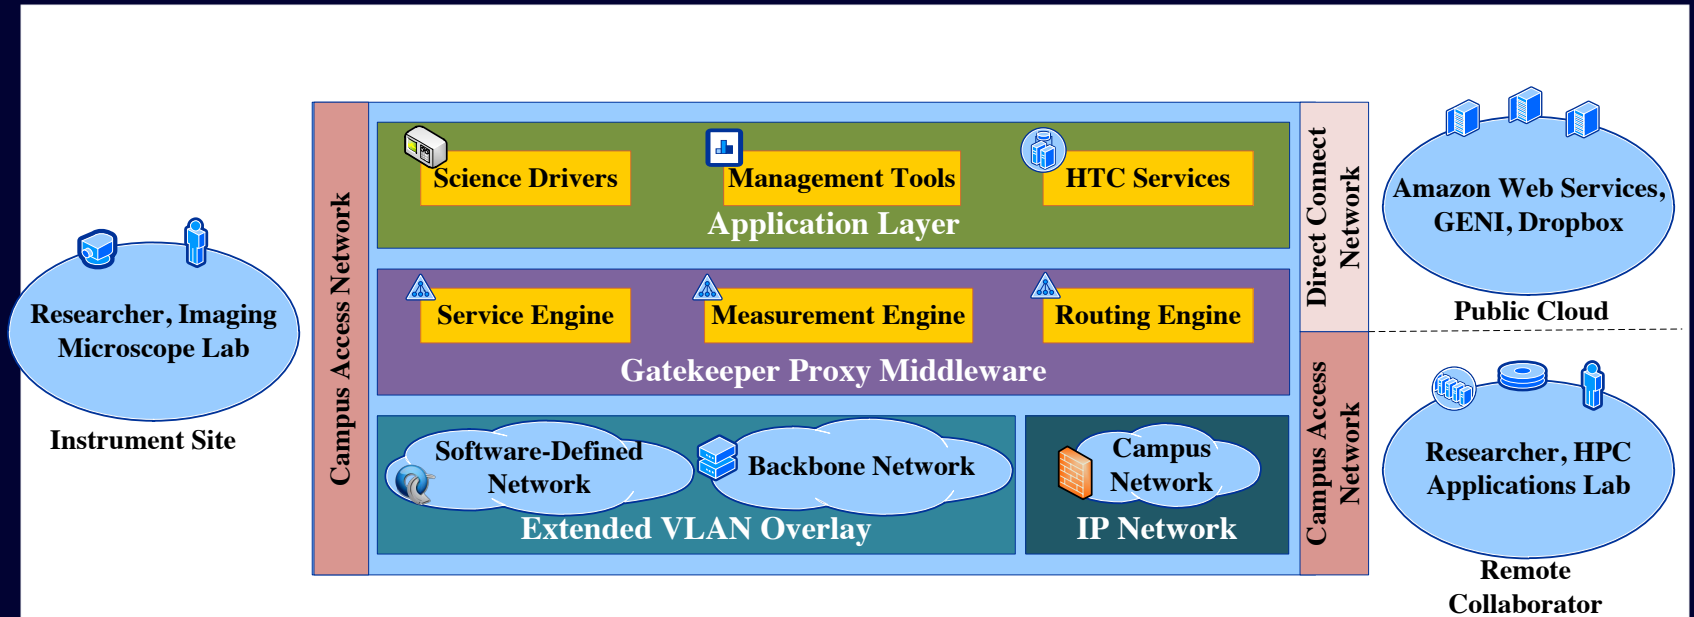 Researcher, Imaging
Microscope Lab
Instrument Site
Campus Access Network
Science Drivers
Management Tools
HTC Services
Application Layer
Service Engine
Measurement Engine
Routing Engine
Gatekeeper Proxy Middleware
Software-Defined
Network
Backbone Network
Extended VLAN Overlay
Campus
Network
IP Network
Direct Connect
Network
Campus Access
Network
Amazon Web Services,
GENI, Dropbox
Public Cloud
Researcher, HPC
Applications Lab
Remote
Collaborator